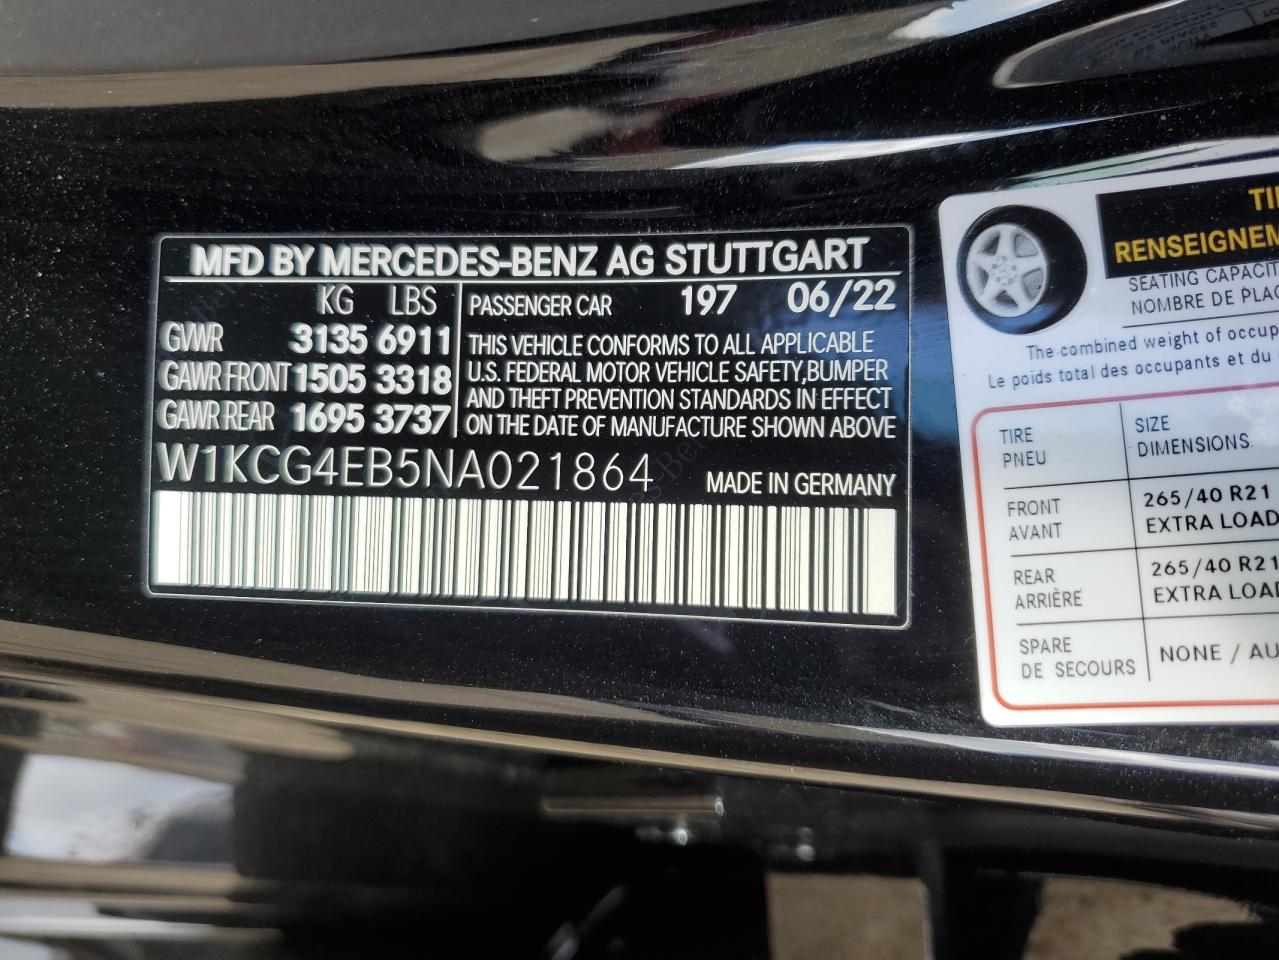 MFD BY MERCEDES-BENZ AG STUTTGART
KG LBS
GVWR 3135 6911
GAWR FRONT 1505 3318
GAWR REAR 1695 3737
PASSENGER CAR 197 06/22
THIS VEHICLE CONFORMS TO ALL APPLICABLE
U.S. FEDERAL MOTOR VEHICLE SAFETY,BUMPER
AND THEFT PREVENTION STANDARDS IN EFFECT
ON THE DATE OF MANUFACTURE SHOWN ABOVE
W1KCG4EB5NA021864
MADE IN GERMANY
RENSEIGNEM
SEATING CAPACIT
NOMBRE DE PLAC
The combined weight of occup
Le poids total des occupants et du
TIRE SIZE
PNEU DIMENSIONS
FRONT 265/40 R21
AVANT EXTRA LOAD
REAR 265/40 R21
ARRIÈRE EXTRA LOAD
SPARE NONE / AU
DE SECOURS